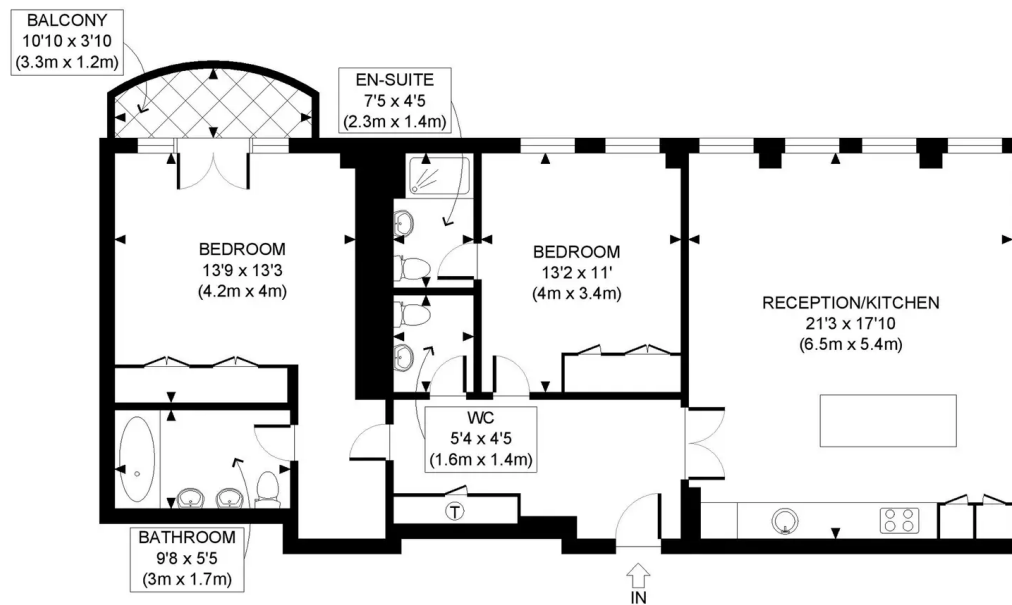 BALCONY
10'10 x 3'10
(3.3m x 1.2m)
EN-SUITE
7'5 x 4'5
(2.3m x 1.4m)
BEDROOM
13'9 x 13'3
(4.2m x 4m)
BEDROOM
13'2 x 11'
(4m x 3.4m)
RECEPTION/KITCHEN
21'3 x 17'10
(6.5m x 5.4m)
WC
5'4 x 4'5
(1.6m x 1.4m)
T
BATHROOM
9'8 x 5'5
(3m x 1.7m)
IN